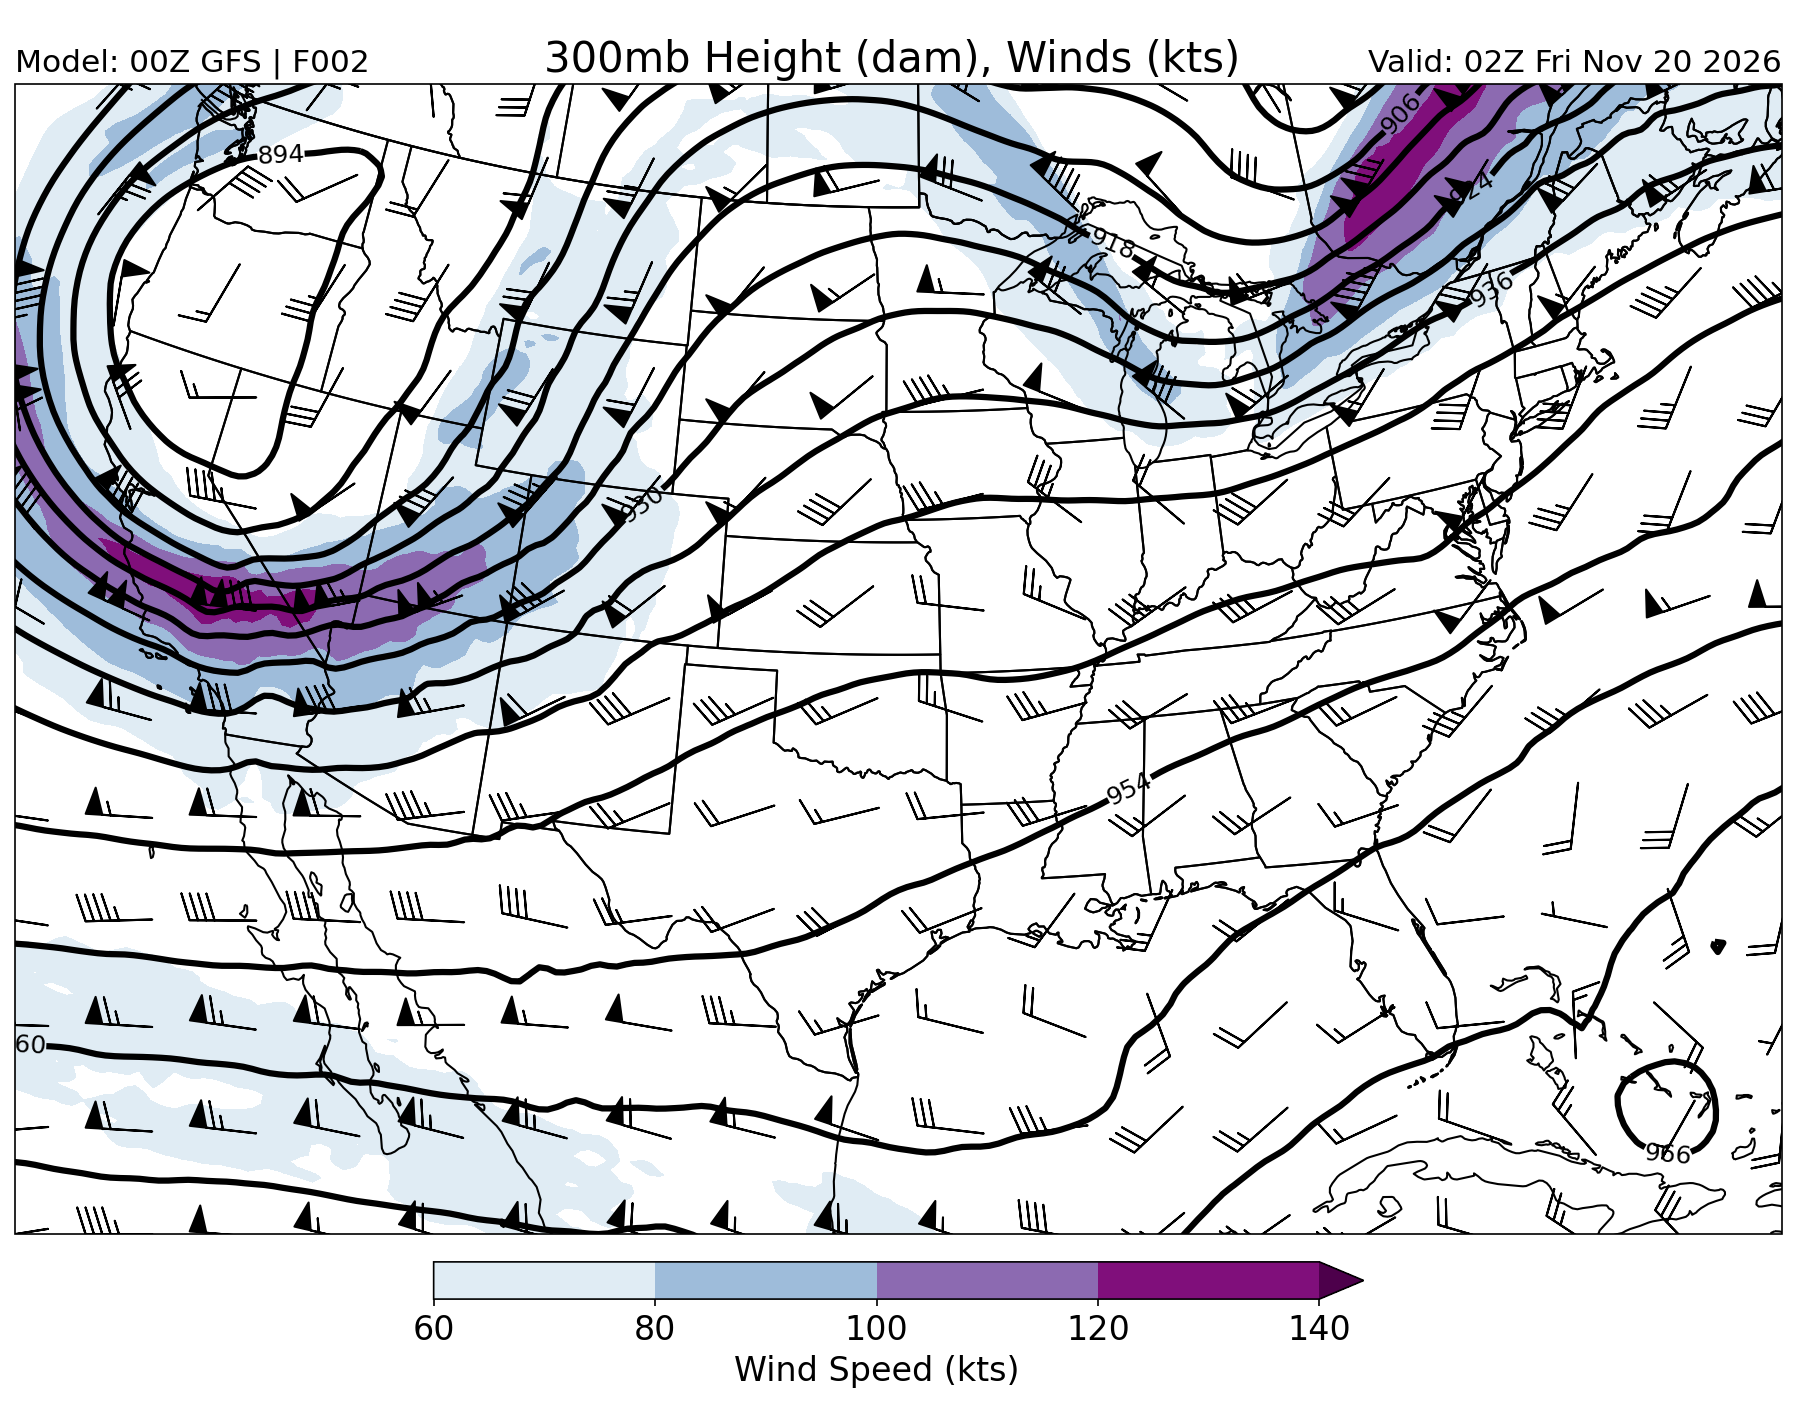 Model: 00Z GFS | F002
300mb Height (dam), Winds (kts)
Valid: 02Z Fri Nov 20 2026
906
894
924
918
936
930
954
60
966
60 80 100 120 140
Wind Speed (kts)